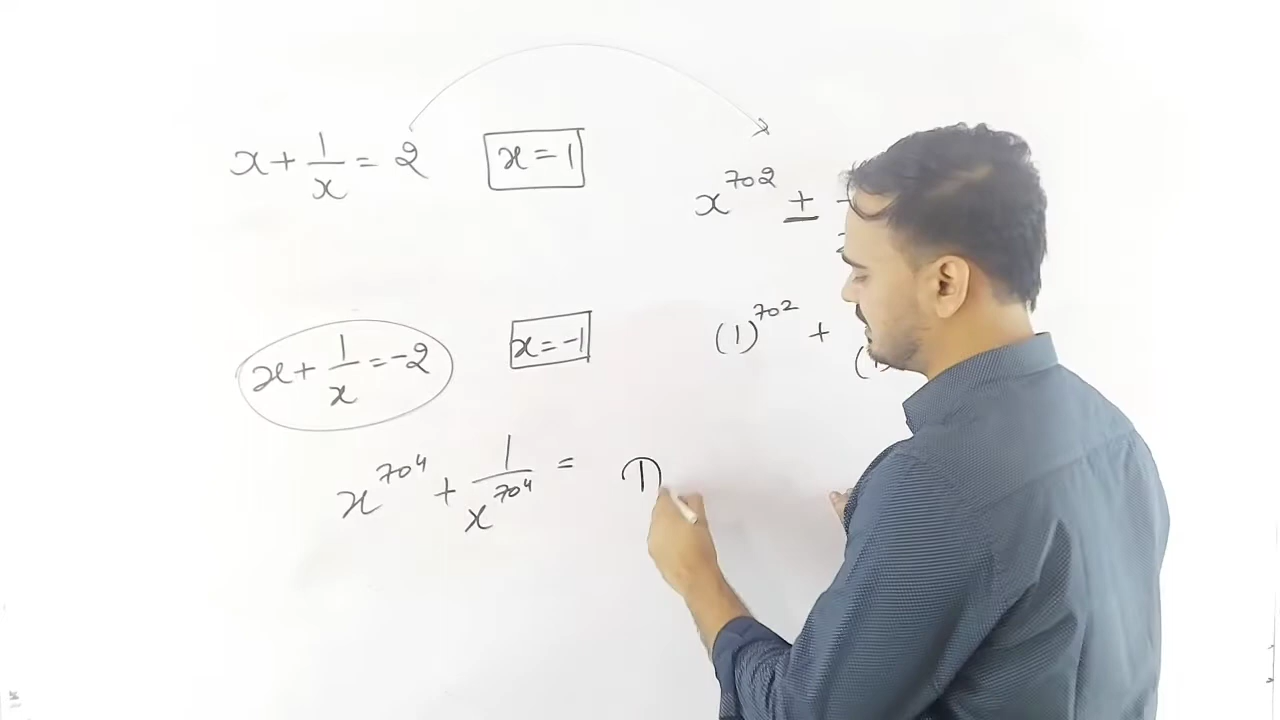 x + 1/x = 2
x = 1
x^702 +
x + 1/x = -2
x = -1
(1)^702 +
x^704 + 1/x^704 =